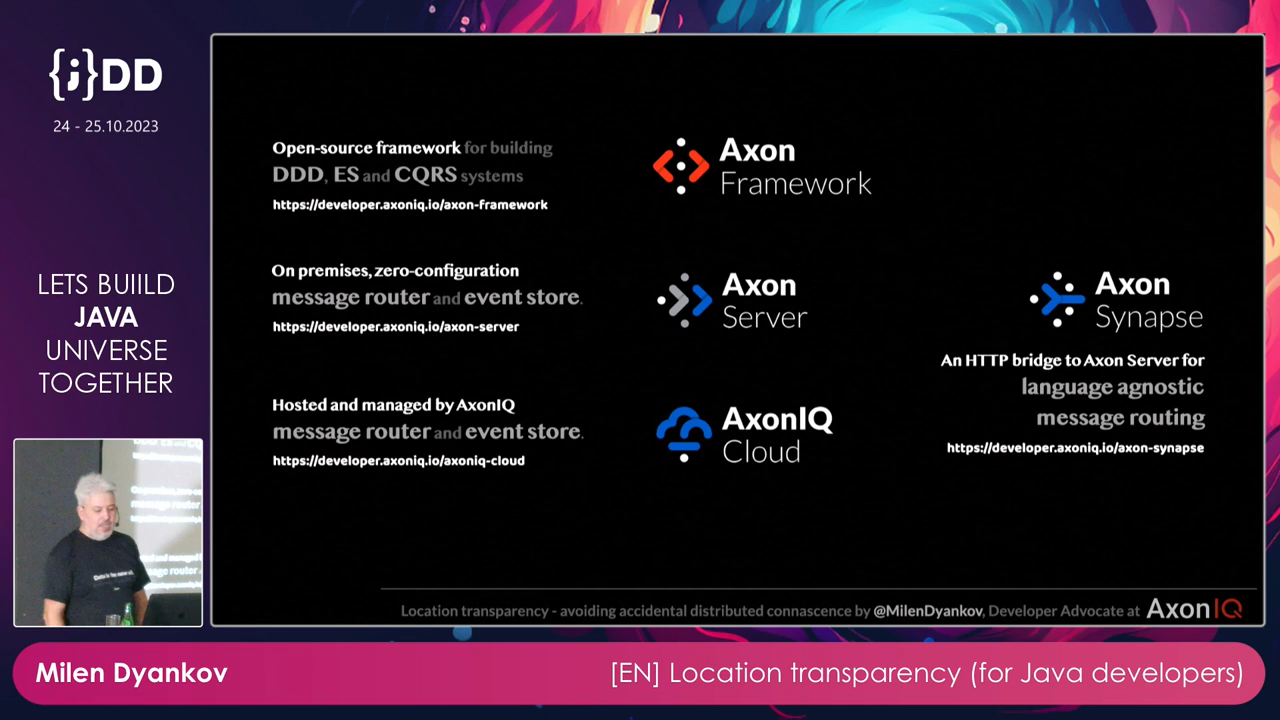 {j}DD
24 - 25.10.2023
LETS BUIILD
JAVA
UNIVERSE
TOGETHER
Open-source framework for building
DDD, ES and CQRS systems
https://developer.axoniq.io/axon-framework
Axon
Framework
On premises, zero-configuration
message router and event store.
https://developer.axoniq.io/axon-server
Axon
Server
Axon
Synapse
An HTTP bridge to Axon Server for
language agnostic
message routing
https://developer.axoniq.io/axon-synapse
Hosted and managed by AxonIQ
message router and event store.
https://developer.axoniq.io/axoniq-cloud
AxonIQ
Cloud
Location transparency - avoiding accidental distributed connascence by @MilenDyankov, Developer Advocate at AxonIQ
Milen Dyankov
[EN] Location transparency (for Java developers)